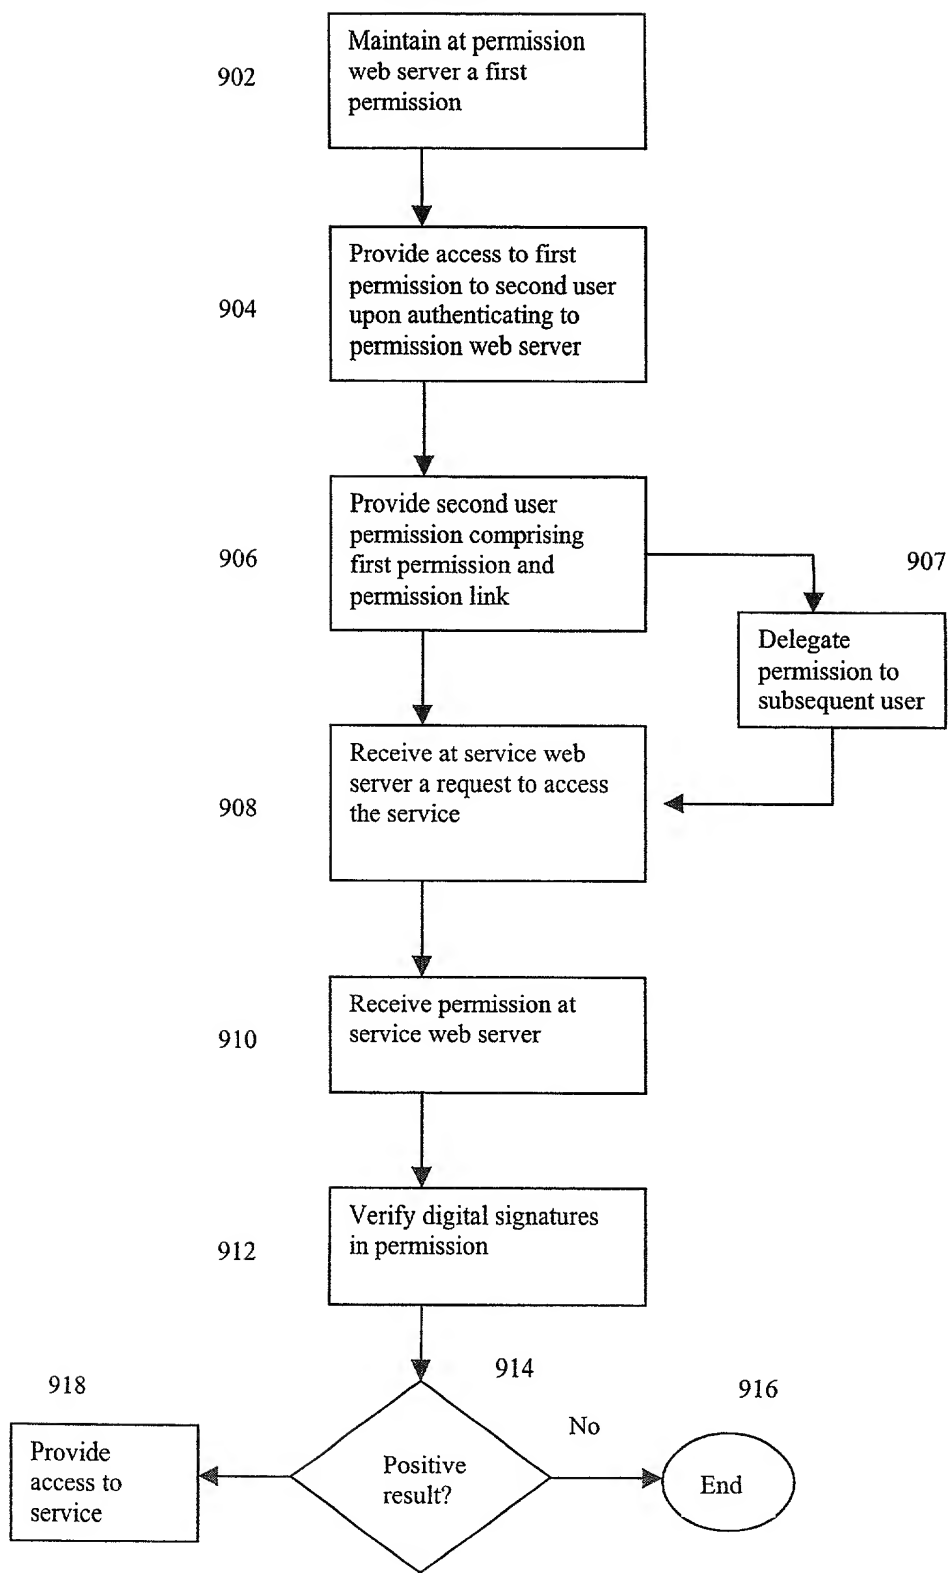 902
Maintain at permission
web server a first
permission
904
Provide access to first
permission to second user
upon authenticating to
permission web server
906
Provide second user
permission comprising
first permission and
permission link
907
Delegate
permission to
subsequent user
908
Receive at service web
server a request to access
the service
910
Receive permission at
service web server
912
Verify digital signatures
in permission
914
Positive
result?
No
916
End
918
Provide
access to
service